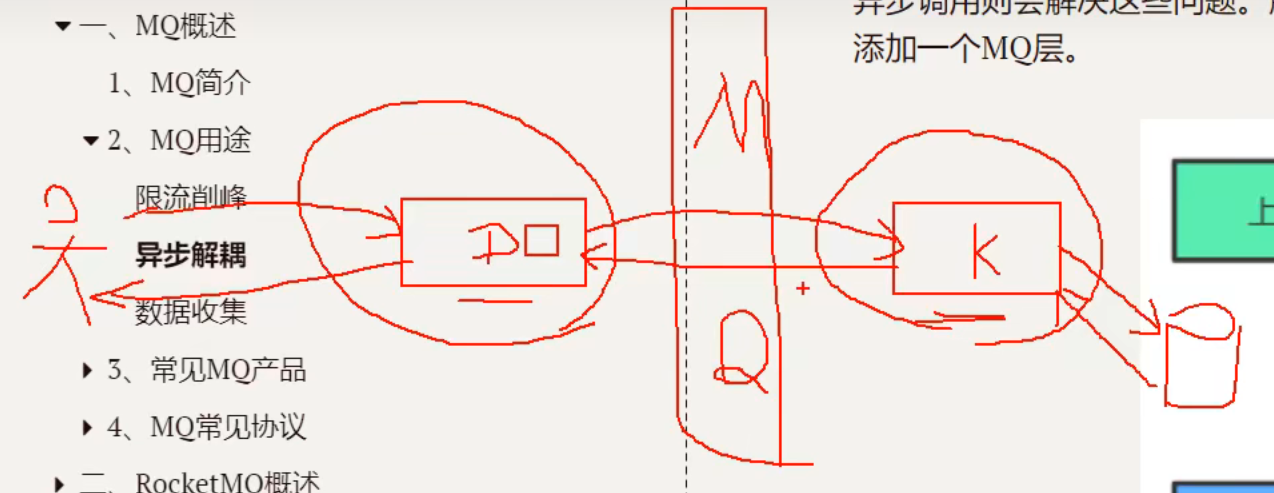 异步调用则会解决这些问题。
添加一个MQ层。
一、MQ概述
1、MQ简介
2、MQ用途
限流削峰
异步解耦
数据收集
3、常见MQ产品
4、MQ常见协议
二、RocketMQ概述
M
Q
D
K
上